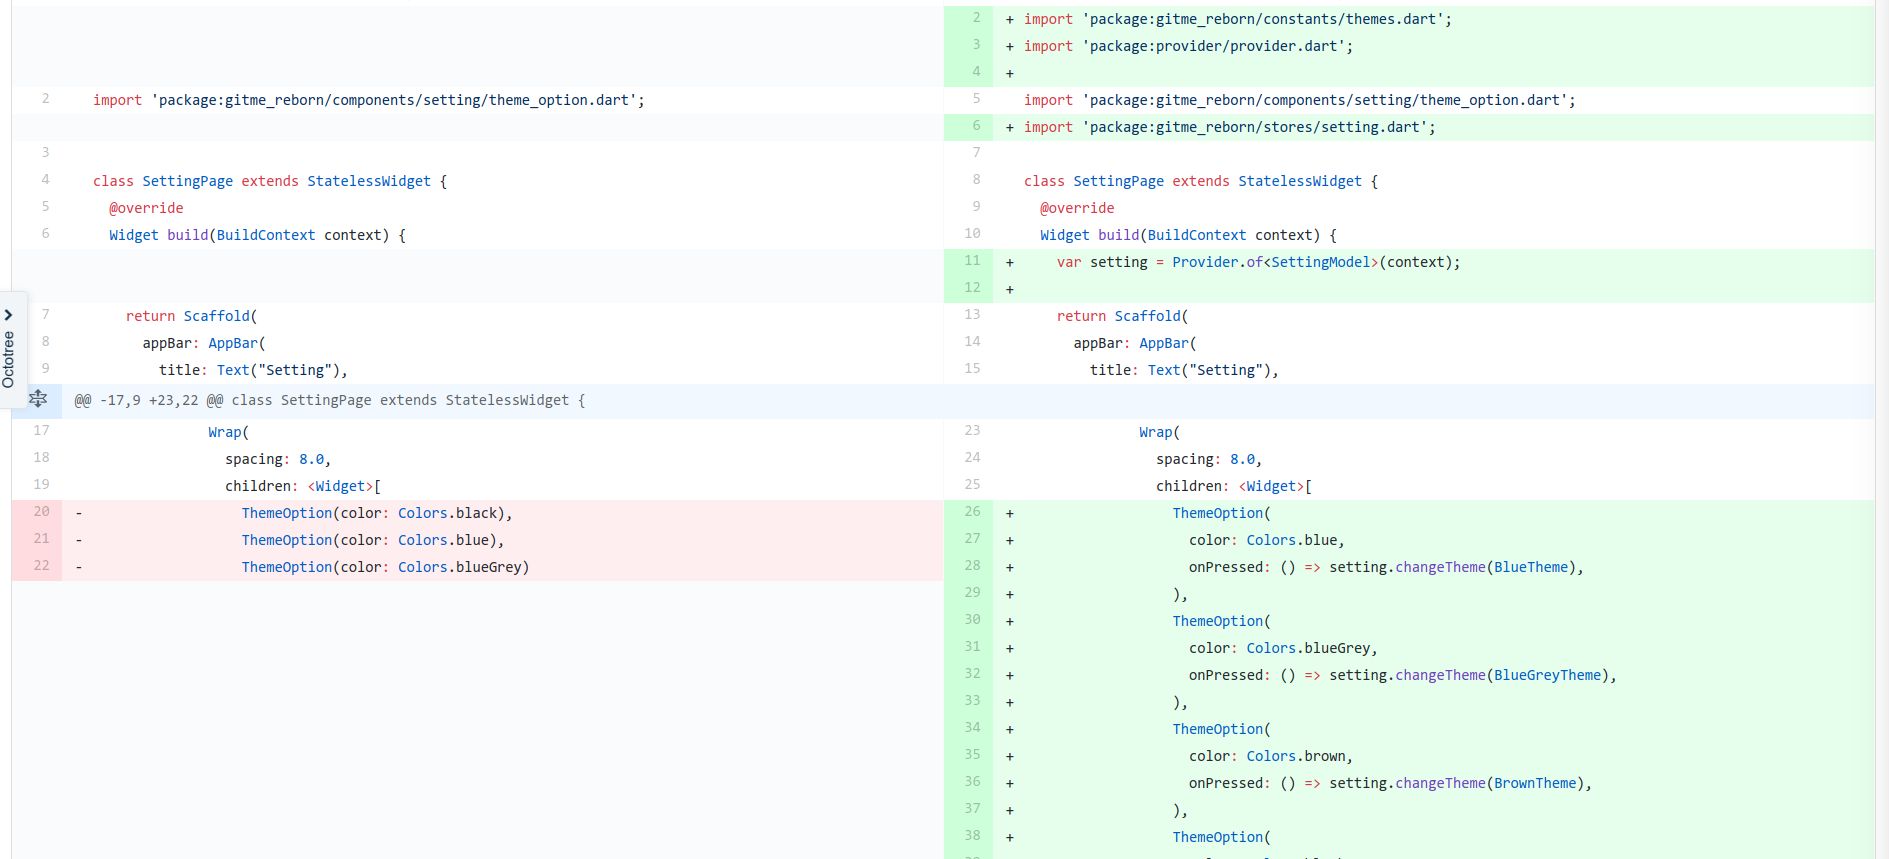 2 + import 'package:gitme_reborn/constants/themes.dart';
3 + import 'package:provider/provider.dart';
4 +
2 import 'package:gitme_reborn/components/setting/theme_option.dart';
5 import 'package:gitme_reborn/components/setting/theme_option.dart';
6 + import 'package:gitme_reborn/stores/setting.dart';
3
7
4 class SettingPage extends StatelessWidget {
8 class SettingPage extends StatelessWidget {
5 @override
9 @override
6 Widget build(BuildContext context) {
10 Widget build(BuildContext context) {
11 + var setting = Provider.of<SettingModel>(context);
12 +
7 return Scaffold(
13 return Scaffold(
8 appBar: AppBar(
14 appBar: AppBar(
9 title: Text("Setting"),
15 title: Text("Setting"),
Octotree
@@ -17,9 +23,22 @@ class SettingPage extends StatelessWidget {
17 Wrap(
23 Wrap(
18 spacing: 8.0,
24 spacing: 8.0,
19 children: <Widget>[
25 children: <Widget>[
20 - ThemeOption(color: Colors.black),
26 + ThemeOption(
21 - ThemeOption(color: Colors.blue),
27 + color: Colors.blue,
22 - ThemeOption(color: Colors.blueGrey)
28 + onPressed: () => setting.changeTheme(BlueTheme),
29 + ),
30 + ThemeOption(
31 + color: Colors.blueGrey,
32 + onPressed: () => setting.changeTheme(BlueGreyTheme),
33 + ),
34 + ThemeOption(
35 + color: Colors.brown,
36 + onPressed: () => setting.changeTheme(BrownTheme),
37 + ),
38 + ThemeOption(